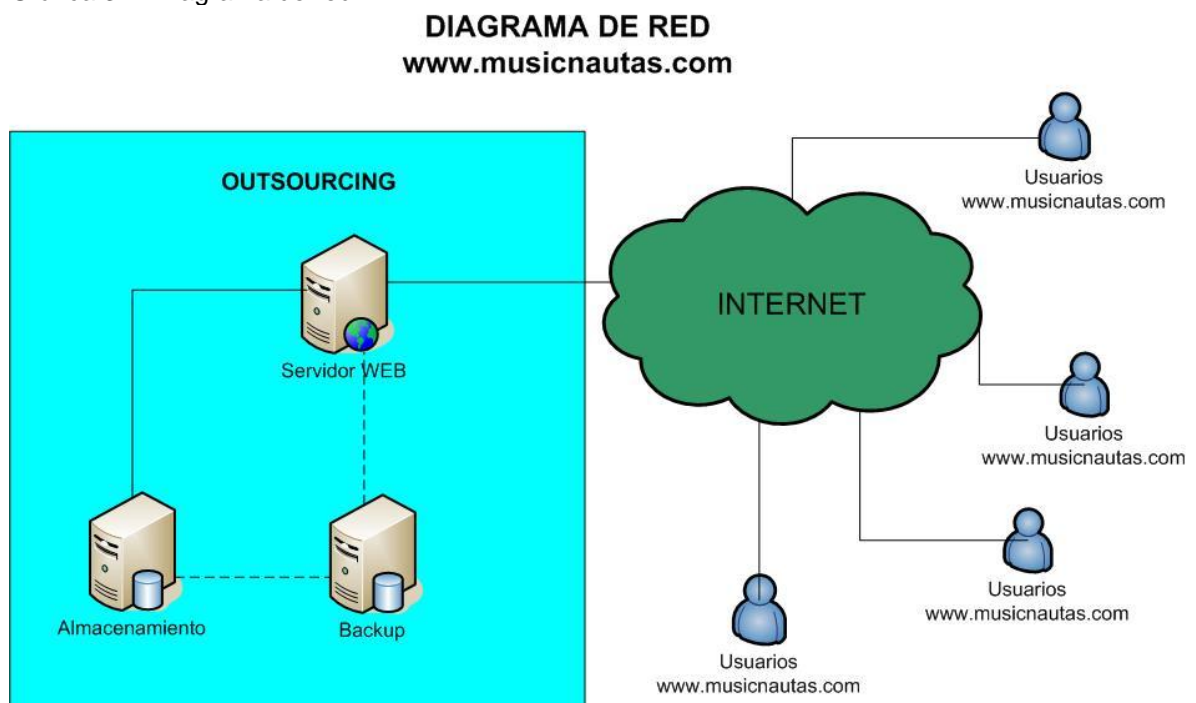 DIAGRAMA DE RED
www.musicnautas.com
OUTSOURCING
Servidor WEB
Almacenamiento
Backup
INTERNET
Usuarios
www.musicnautas.com
Usuarios
www.musicnautas.com
Usuarios
www.musicnautas.com
Usuarios
www.musicnautas.com